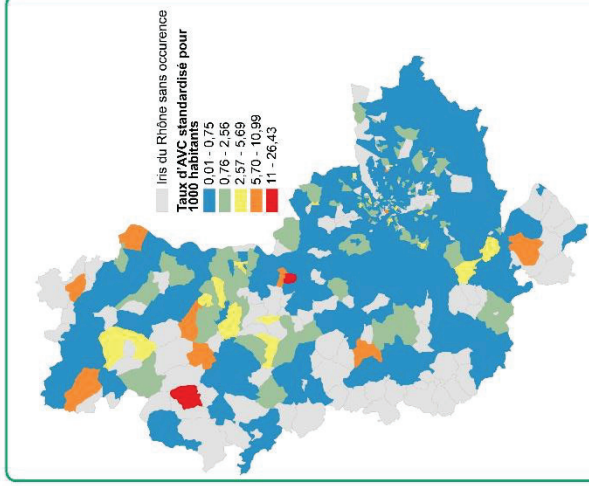 Iris du Rhône sans occurence
Taux d'AVC standardisé pour
1000 habitants
0,01 - 0,75
0,76 - 2,56
2,57 - 5,69
5,70 - 10,99
11 - 26,43